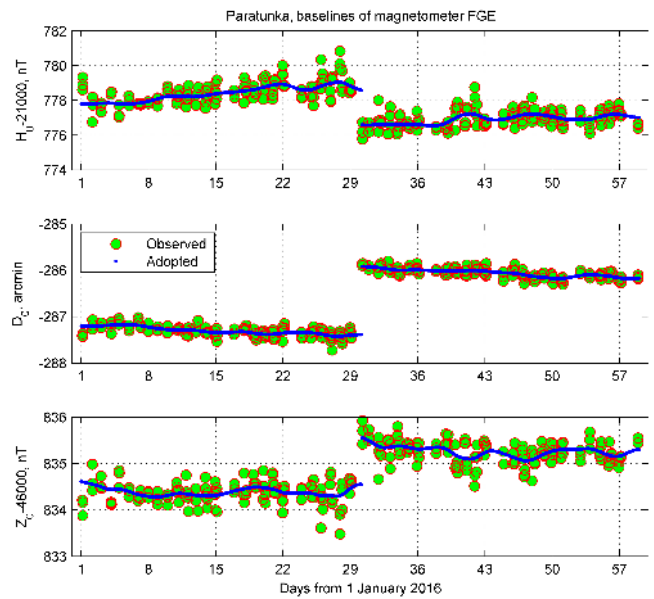 Paratunka, baselines of magnetometer FGE
H₀-21000, nT
782
780
778
776
774
1 8 15 22 29 36 43 50 57
D꜀, arcmin
-285
-286
-287
-288
Observed
Adopted
1 8 15 22 29 36 43 50 57
Z꜀-46000, nT
836
835
834
833
1 8 15 22 29 36 43 50 57
Days from 1 January 2016